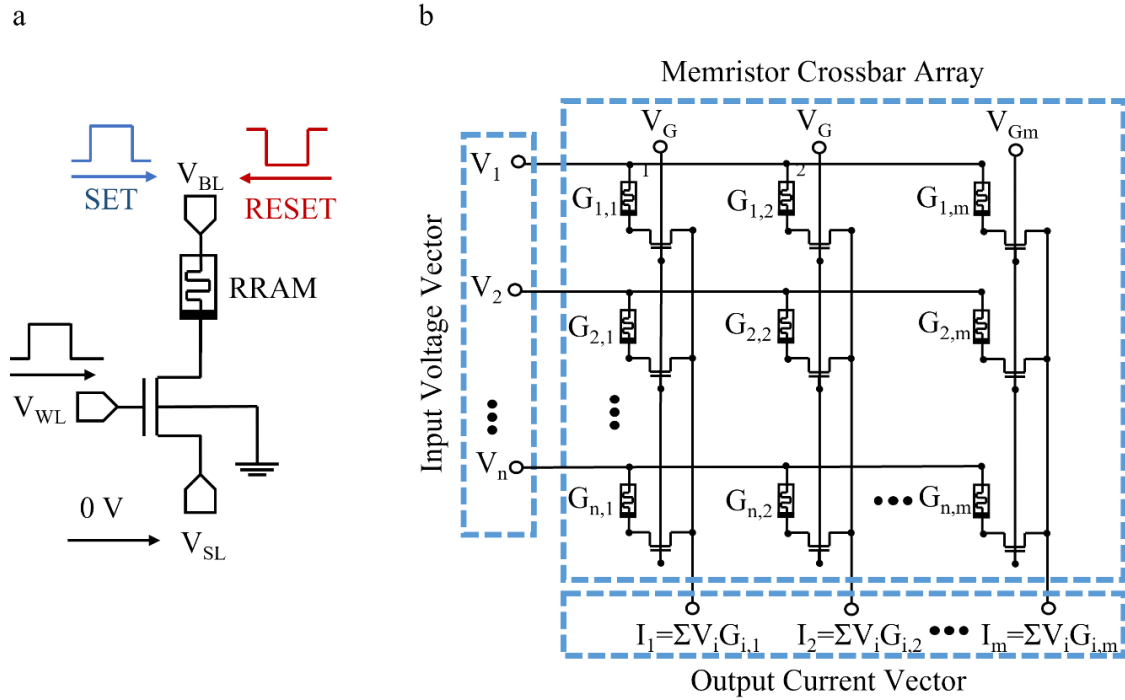 a
b
Memristor Crossbar Array
V_BL
SET
RESET
RRAM
V_WL
0 V
V_SL
Input Voltage Vector
V_G
V_G
V_Gm
V_1
1
2
G_1,1
G_1,2
G_1,m
V_2
G_2,1
G_2,2
G_2,m
V_n
G_n,1
G_n,2
G_n,m
I_1=ΣV_iG_i,1
I_2=ΣV_iG_i,2
I_m=ΣV_iG_i,m
Output Current Vector